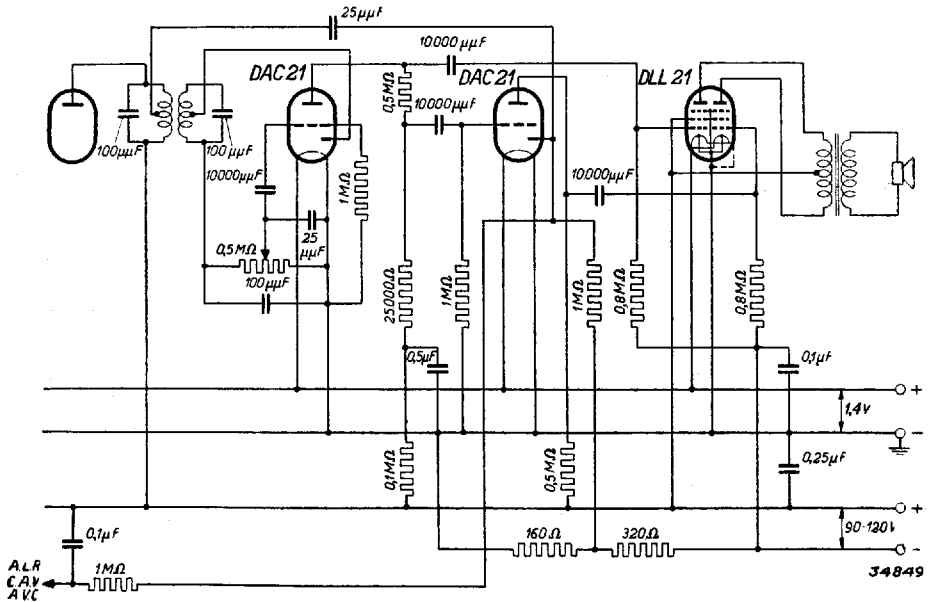 25μμF
10000μμF
DAC21
DAC21
DLL21
0,5MΩ
10000μμF
100μμF
100μμF
10000μμF
1MΩ
10000μμF
25
μμF
0,5MΩ
100μμF
25000Ω
1MΩ
1MΩ
0,8MΩ
0,8MΩ
0,5μF
0,1μF
+
1,4V
-
0,1MΩ
0,5MΩ
0,25μF
+
0,1μF
90-120V
160Ω
320Ω
-
A.L.R
C.A.V
A.V.C
1MΩ
34849